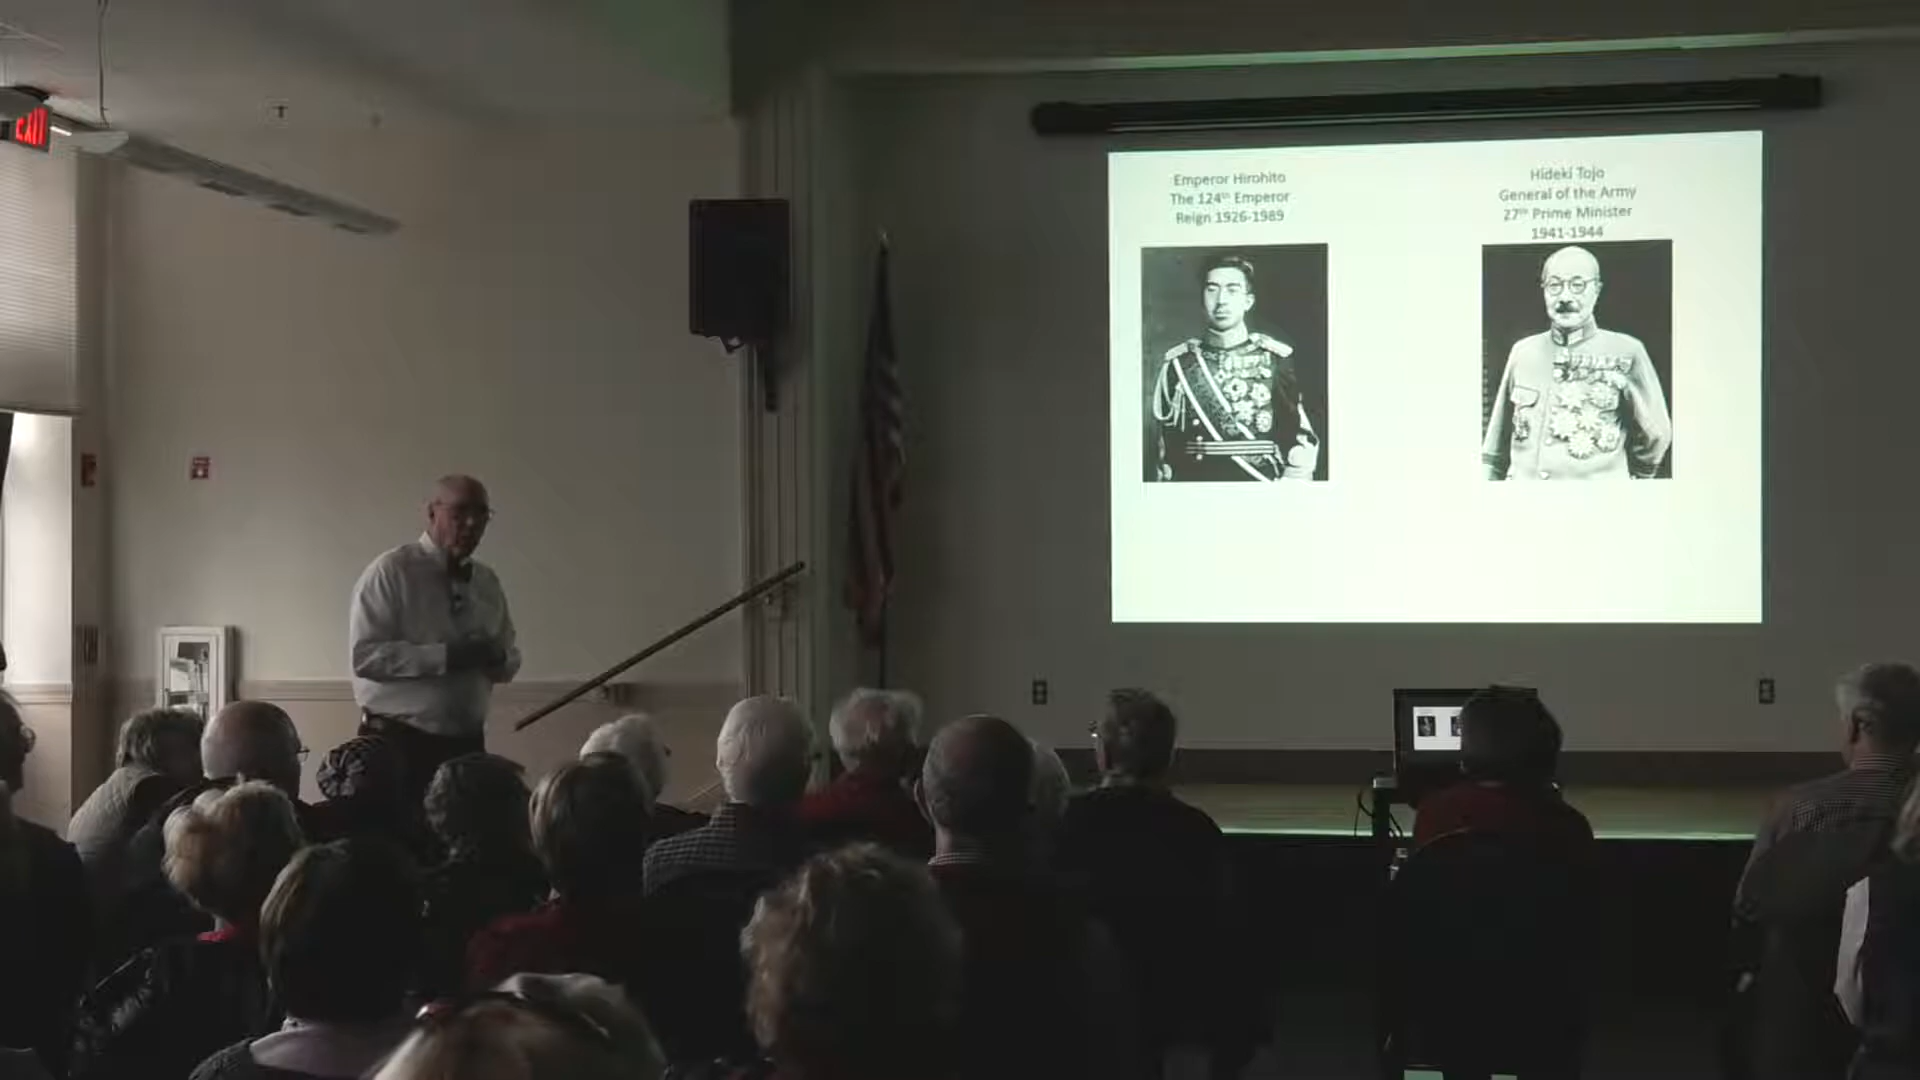 EXIT
Emperor Hirohito
The 124th Emperor
Reign 1926-1989
Hideki Tojo
General of the Army
27th Prime Minister
1941-1944